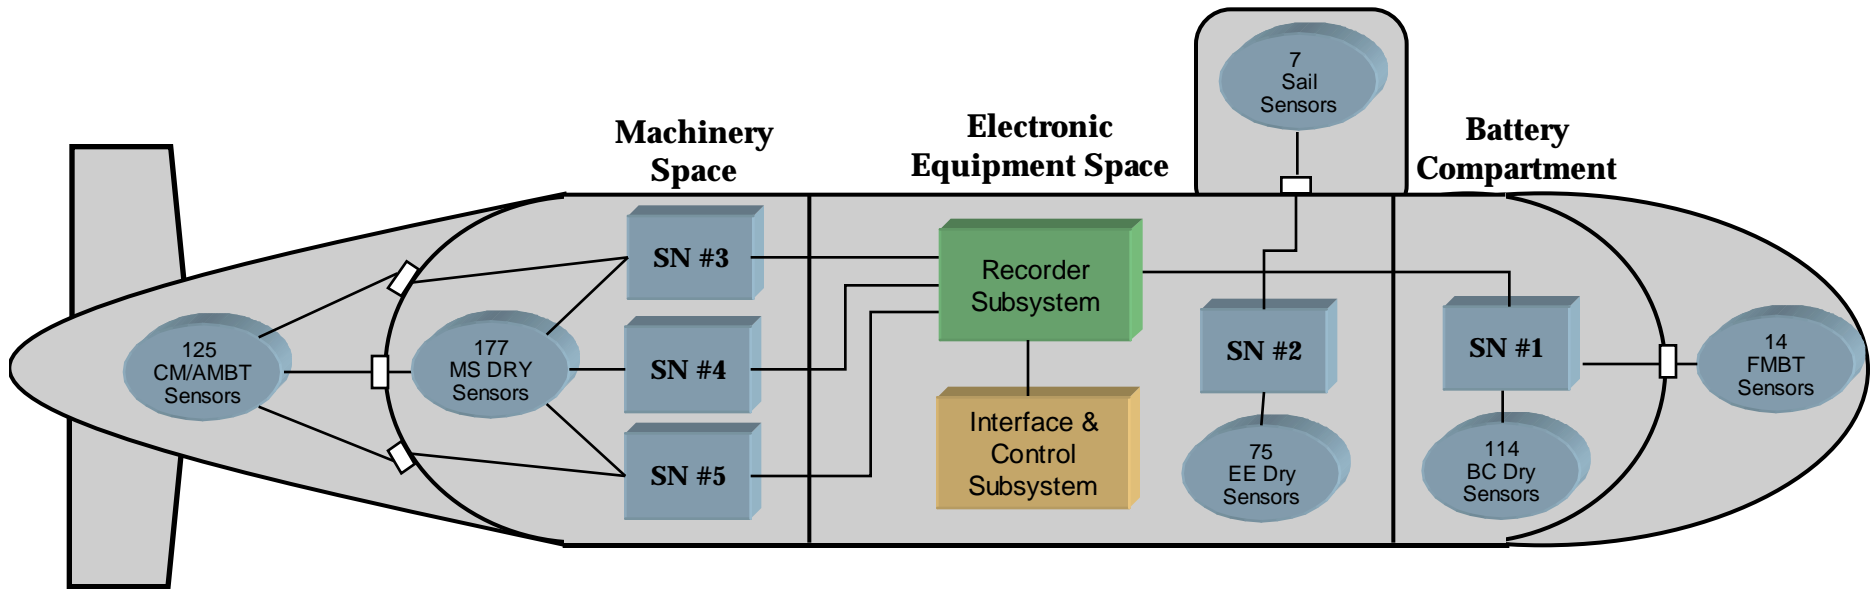 7
Sail
Sensors
Machinery
Space
Electronic
Equipment Space
Battery
Compartment
SN #3
Recorder
Subsystem
125
CM/AMBT
Sensors
177
MS DRY
Sensors
SN #4
SN #2
SN #1
14
FMBT
Sensors
SN #5
Interface &
Control
Subsystem
75
EE Dry
Sensors
114
BC Dry
Sensors